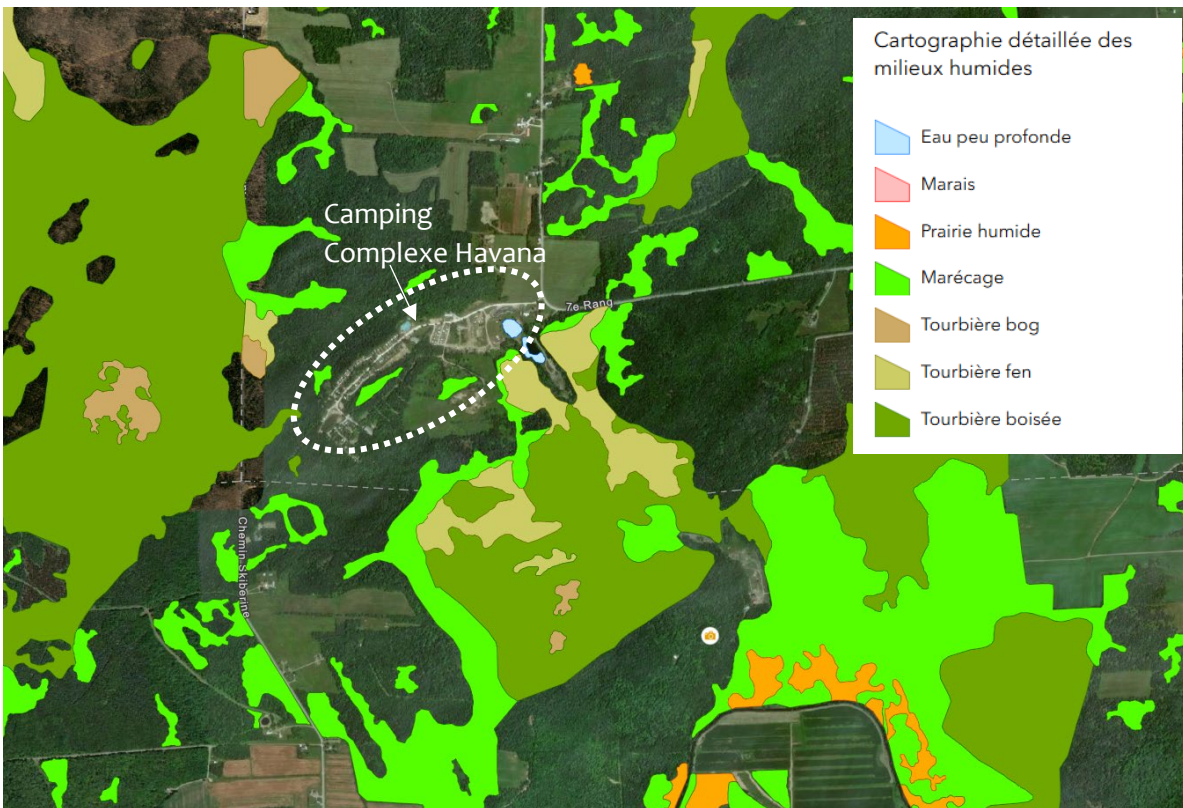 Cartographie détaillée des
milieux humides
Eau peu profonde
Marais
Prairie humide
Marécage
Tourbière bog
Tourbière fen
Tourbière boisée
Camping
Complexe Havana
7e Rang
Chemin Skiberine